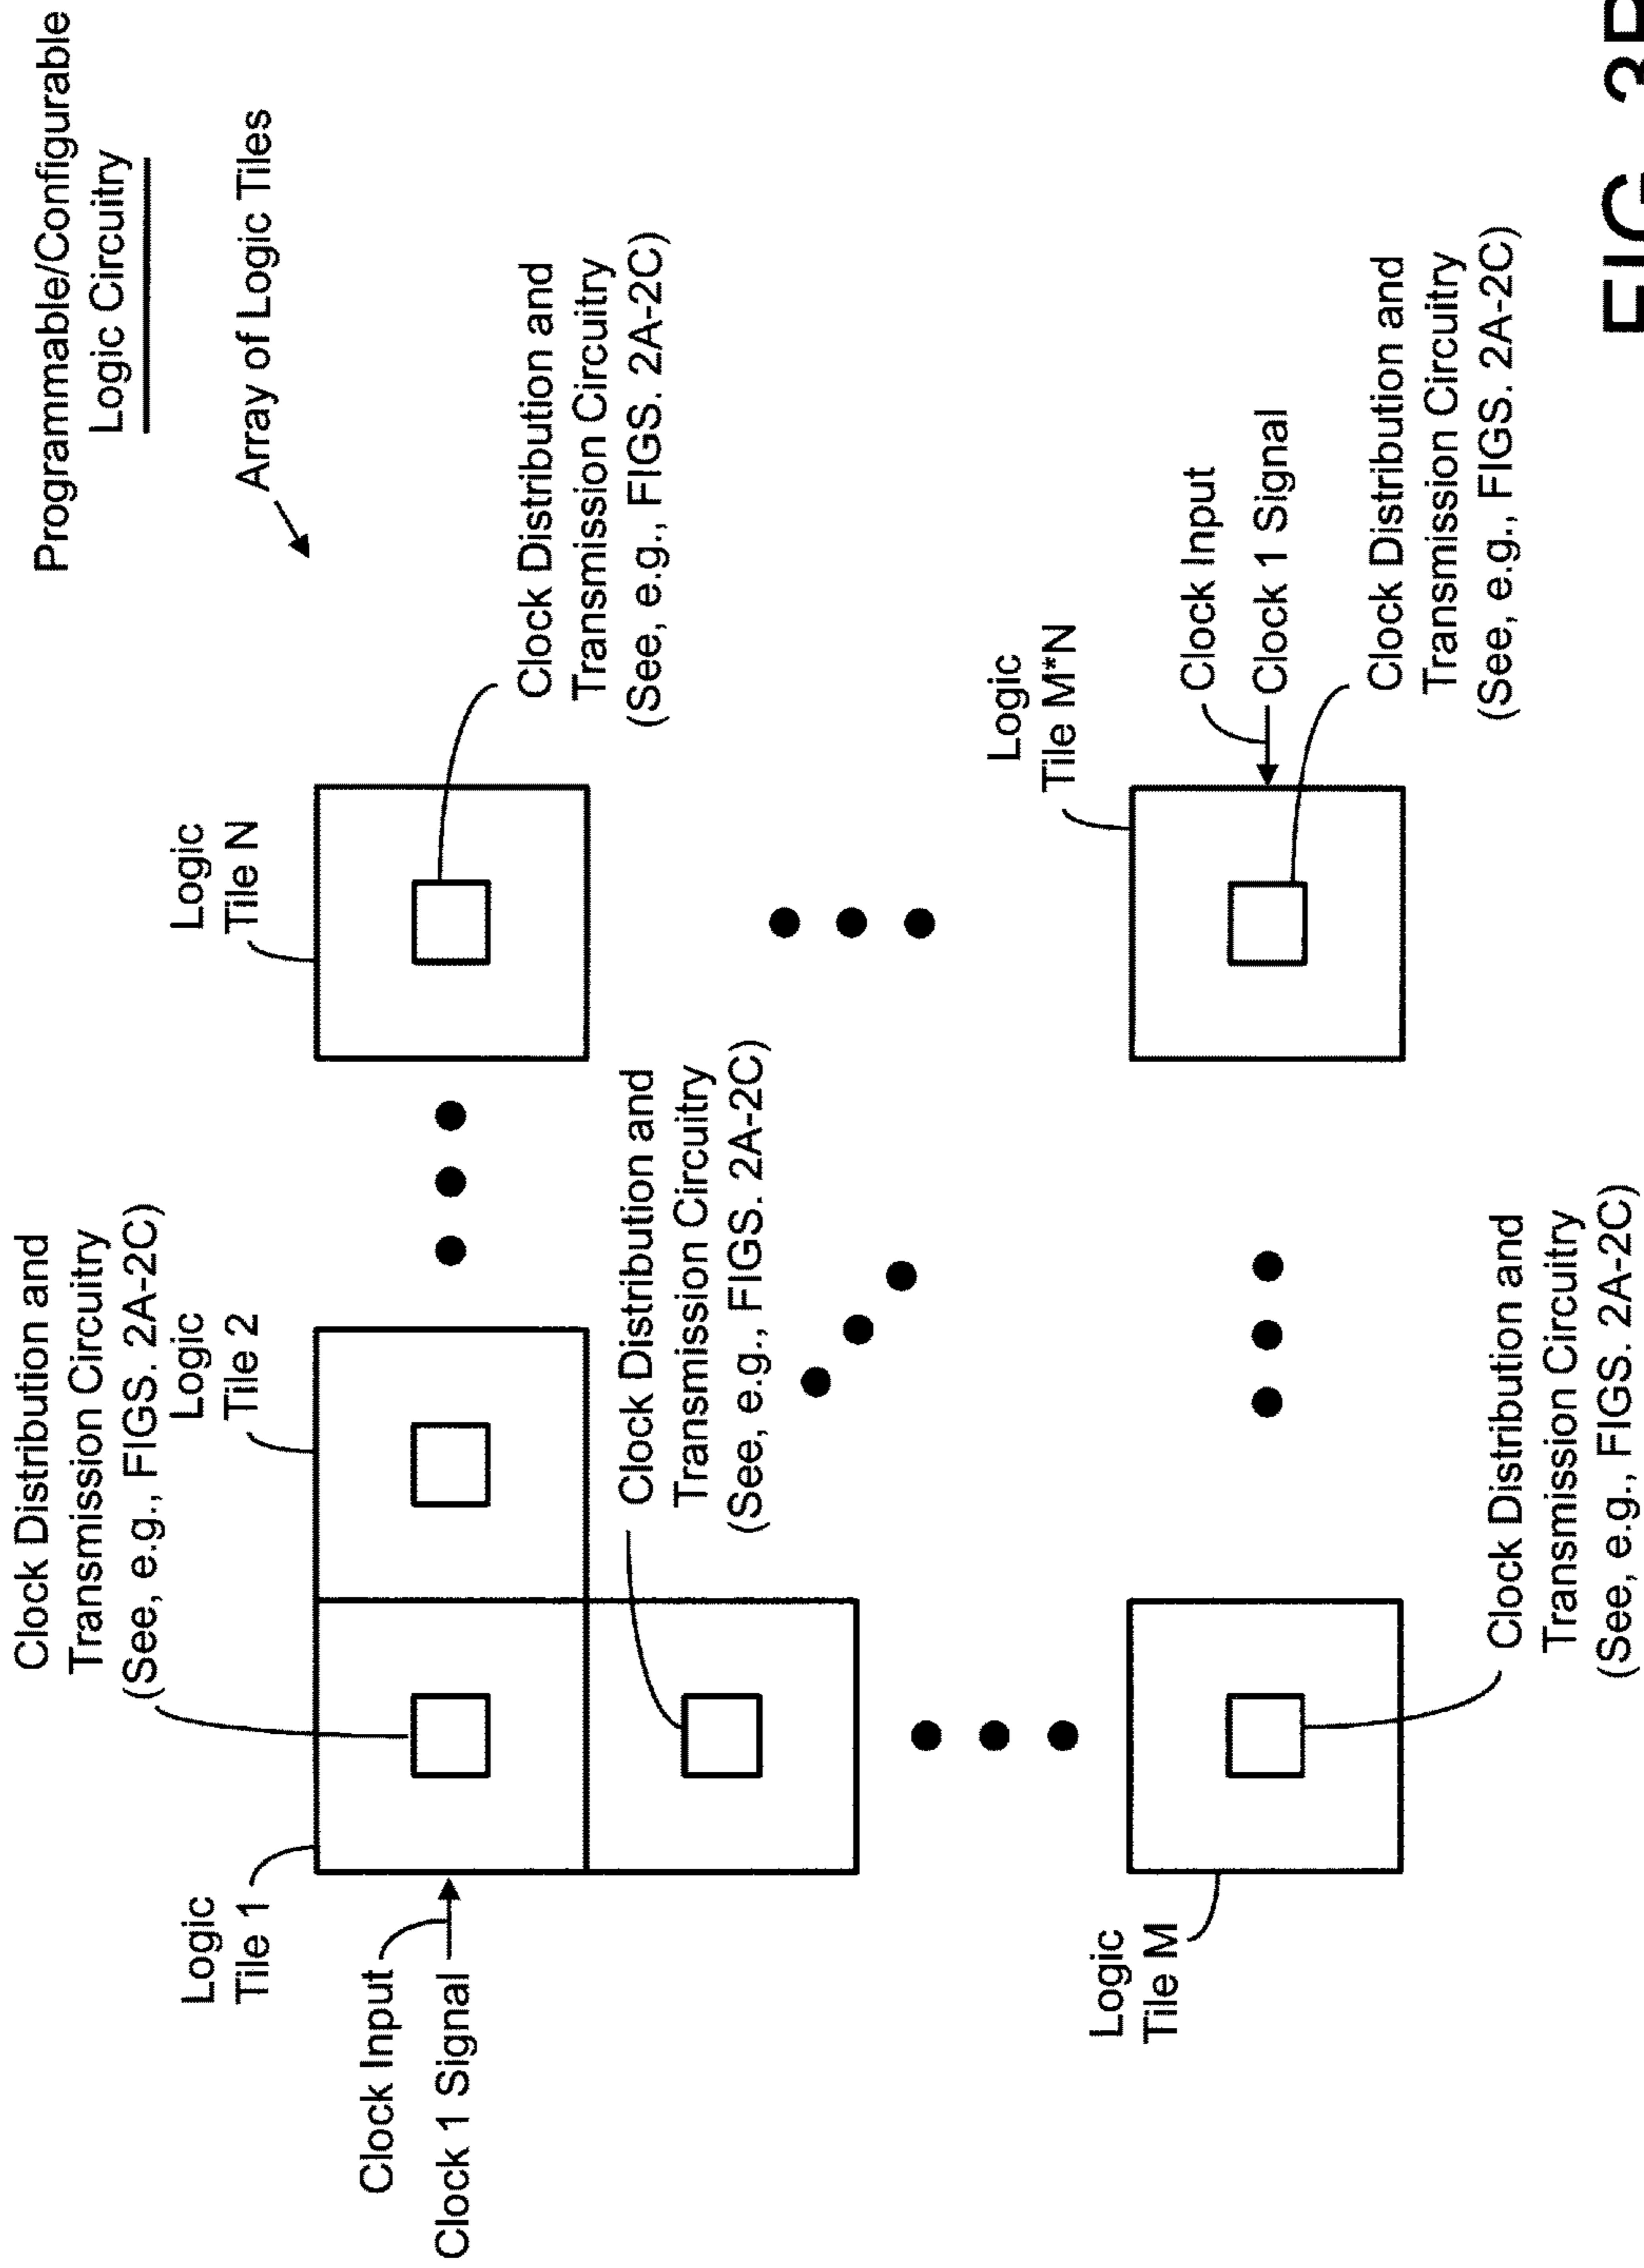 Programmable/Configurable
Logic Circuitry
Array of Logic Tiles
Clock Distribution and
Transmission Circuitry
(See, e.g., FIGS. 2A-2C)
Logic
Tile 1
Logic
Tile 2
Logic
Tile N
Clock Input
Clock 1 Signal
Clock Distribution and
Transmission Circuitry
(See, e.g., FIGS. 2A-2C)
Clock Distribution and
Transmission Circuitry
(See, e.g., FIGS. 2A-2C)
Logic
Tile M
Logic
Tile M*N
Clock Input
Clock 1 Signal
Clock Distribution and
Transmission Circuitry
(See, e.g., FIGS. 2A-2C)
Clock Distribution and
Transmission Circuitry
(See, e.g., FIGS. 2A-2C)
FIG. 3B